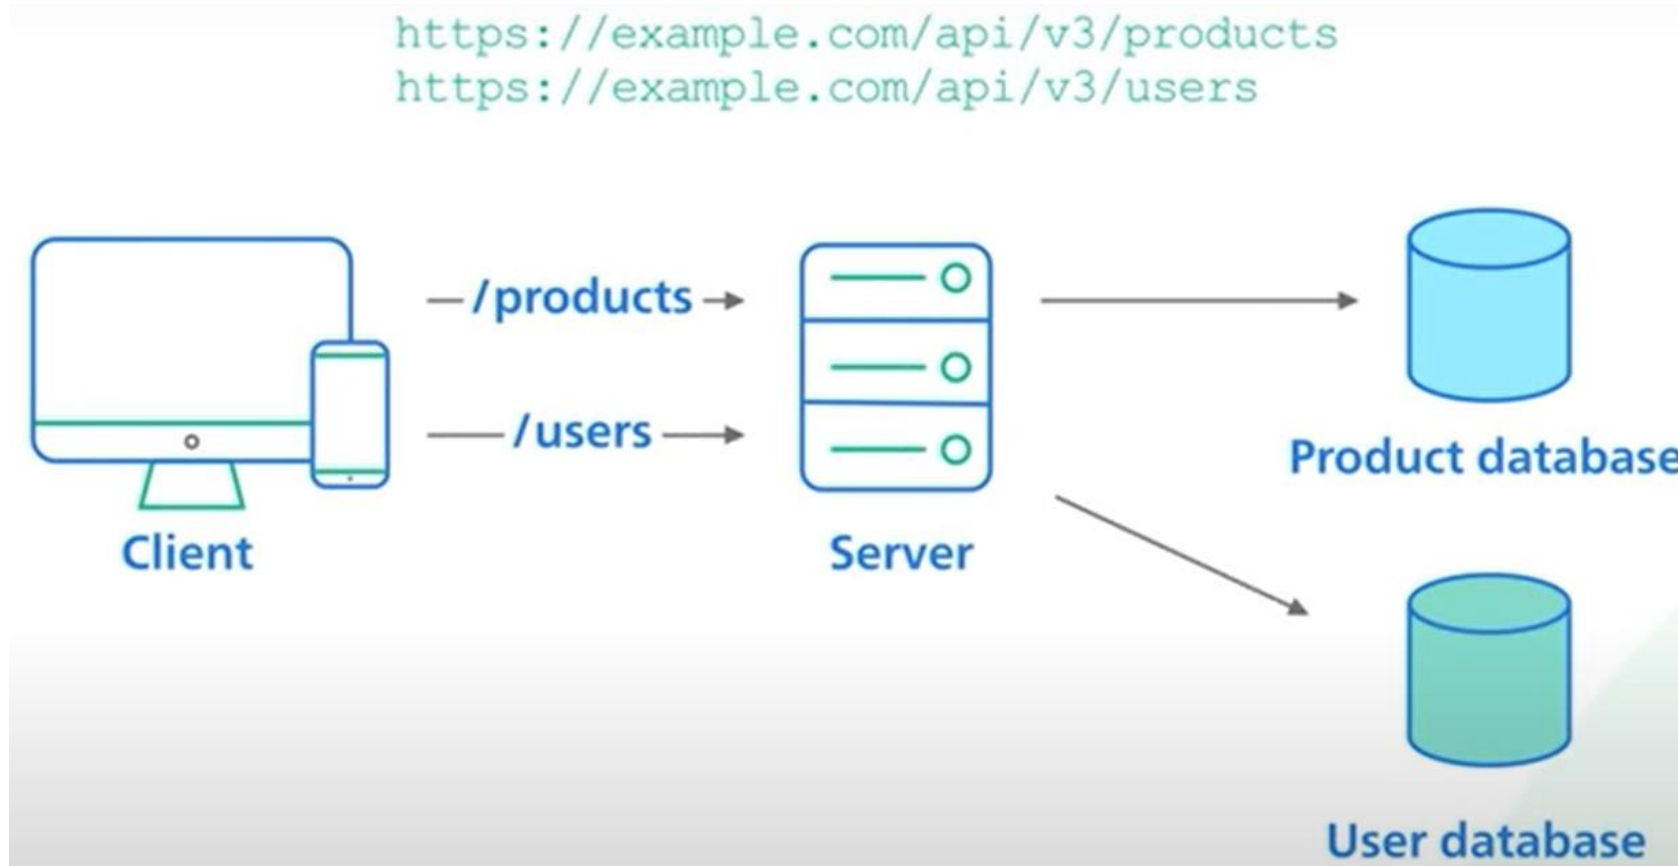 https://example.com/api/v3/products
https://example.com/api/v3/users
/products
/users
Client
Server
Product database
User database